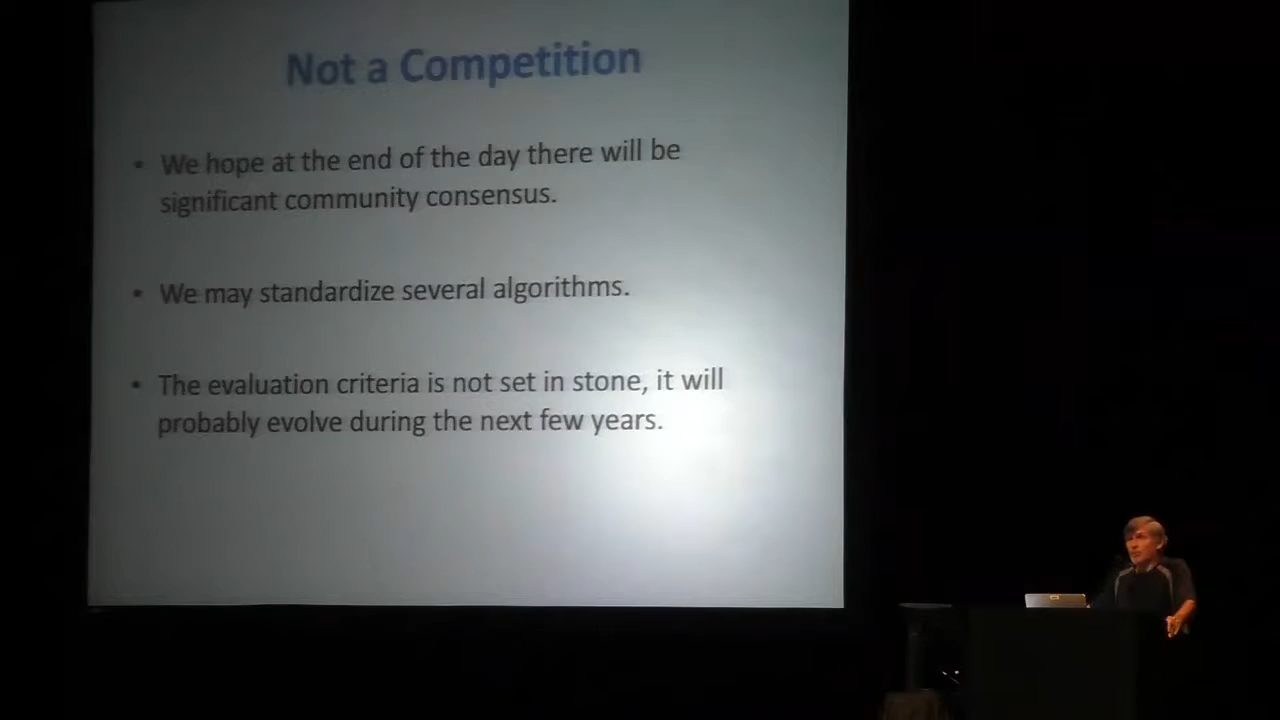 Not a Competition
• We hope at the end of the day there will be
significant community consensus.
• We may standardize several algorithms.
• The evaluation criteria is not set in stone, it will
probably evolve during the next few years.